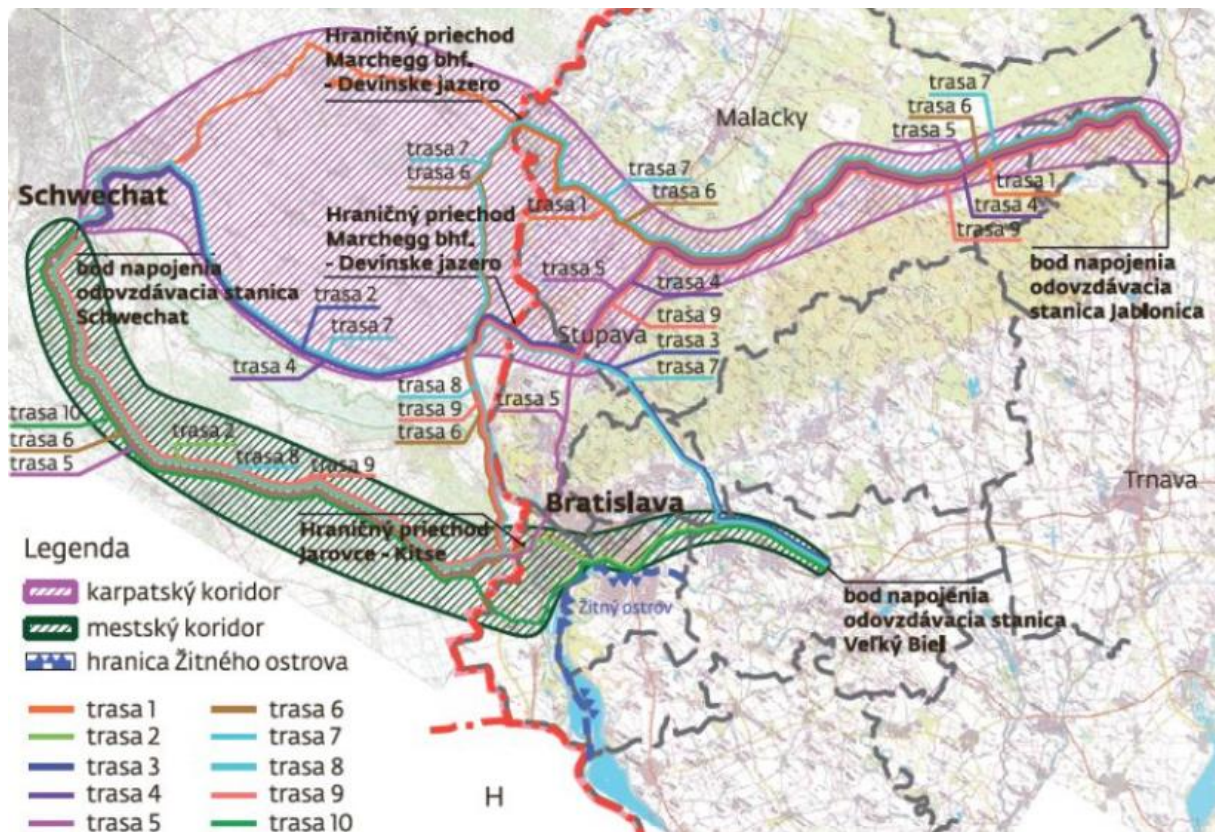 Hraničný priechod
Marchegg bhf.
- Devínske jazero
Malacky
trasa 7
trasa 6
trasa 5
trasa 7
trasa 6
trasa 7
trasa 6
trasa 1
trasa 1
trasa 4
trasa 9
Schwechat
Hraničný priechod
Marchegg bhf.
- Devínske jazero
bod napojenia
odovzdávacia stanica
Schwechat
bod napojenia
odovzdávacia
stanica Jablonica
trasa 5
trasa 4
trasa 2
trasa 7
trasa 9
Stupava
trasa 3
trasa 4
trasa 7
trasa 8
trasa 9
trasa 6
trasa 5
trasa 10
trasa 6
trasa 5
trasa 2
trasa 8
trasa 9
Trnava
Bratislava
Hraničný priechod
Jarovce - Kitse
Žitný ostrov
bod napojenia
odovzdávacia stanica
Veľký Biel
Legenda
karpatský koridor
mestský koridor
hranica Žitného ostrova
trasa 1
trasa 2
trasa 3
trasa 4
trasa 5
trasa 6
trasa 7
trasa 8
trasa 9
trasa 10
H